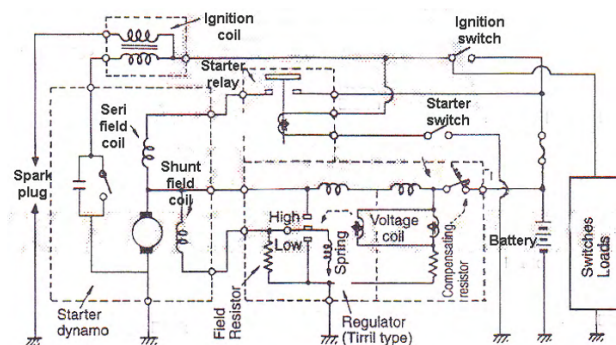 Ignition
coil
Ignition
switch
Starter
relay
Starter
switch
Seri
field
coil
Shunt
field
coil
Spark
plug
High
Low
Spring
Voltage
coil
Compensating
resistor
Battery
Switches
Loads
Starter
dynamo
Field
Resistor
Regulator
(Tirril type)